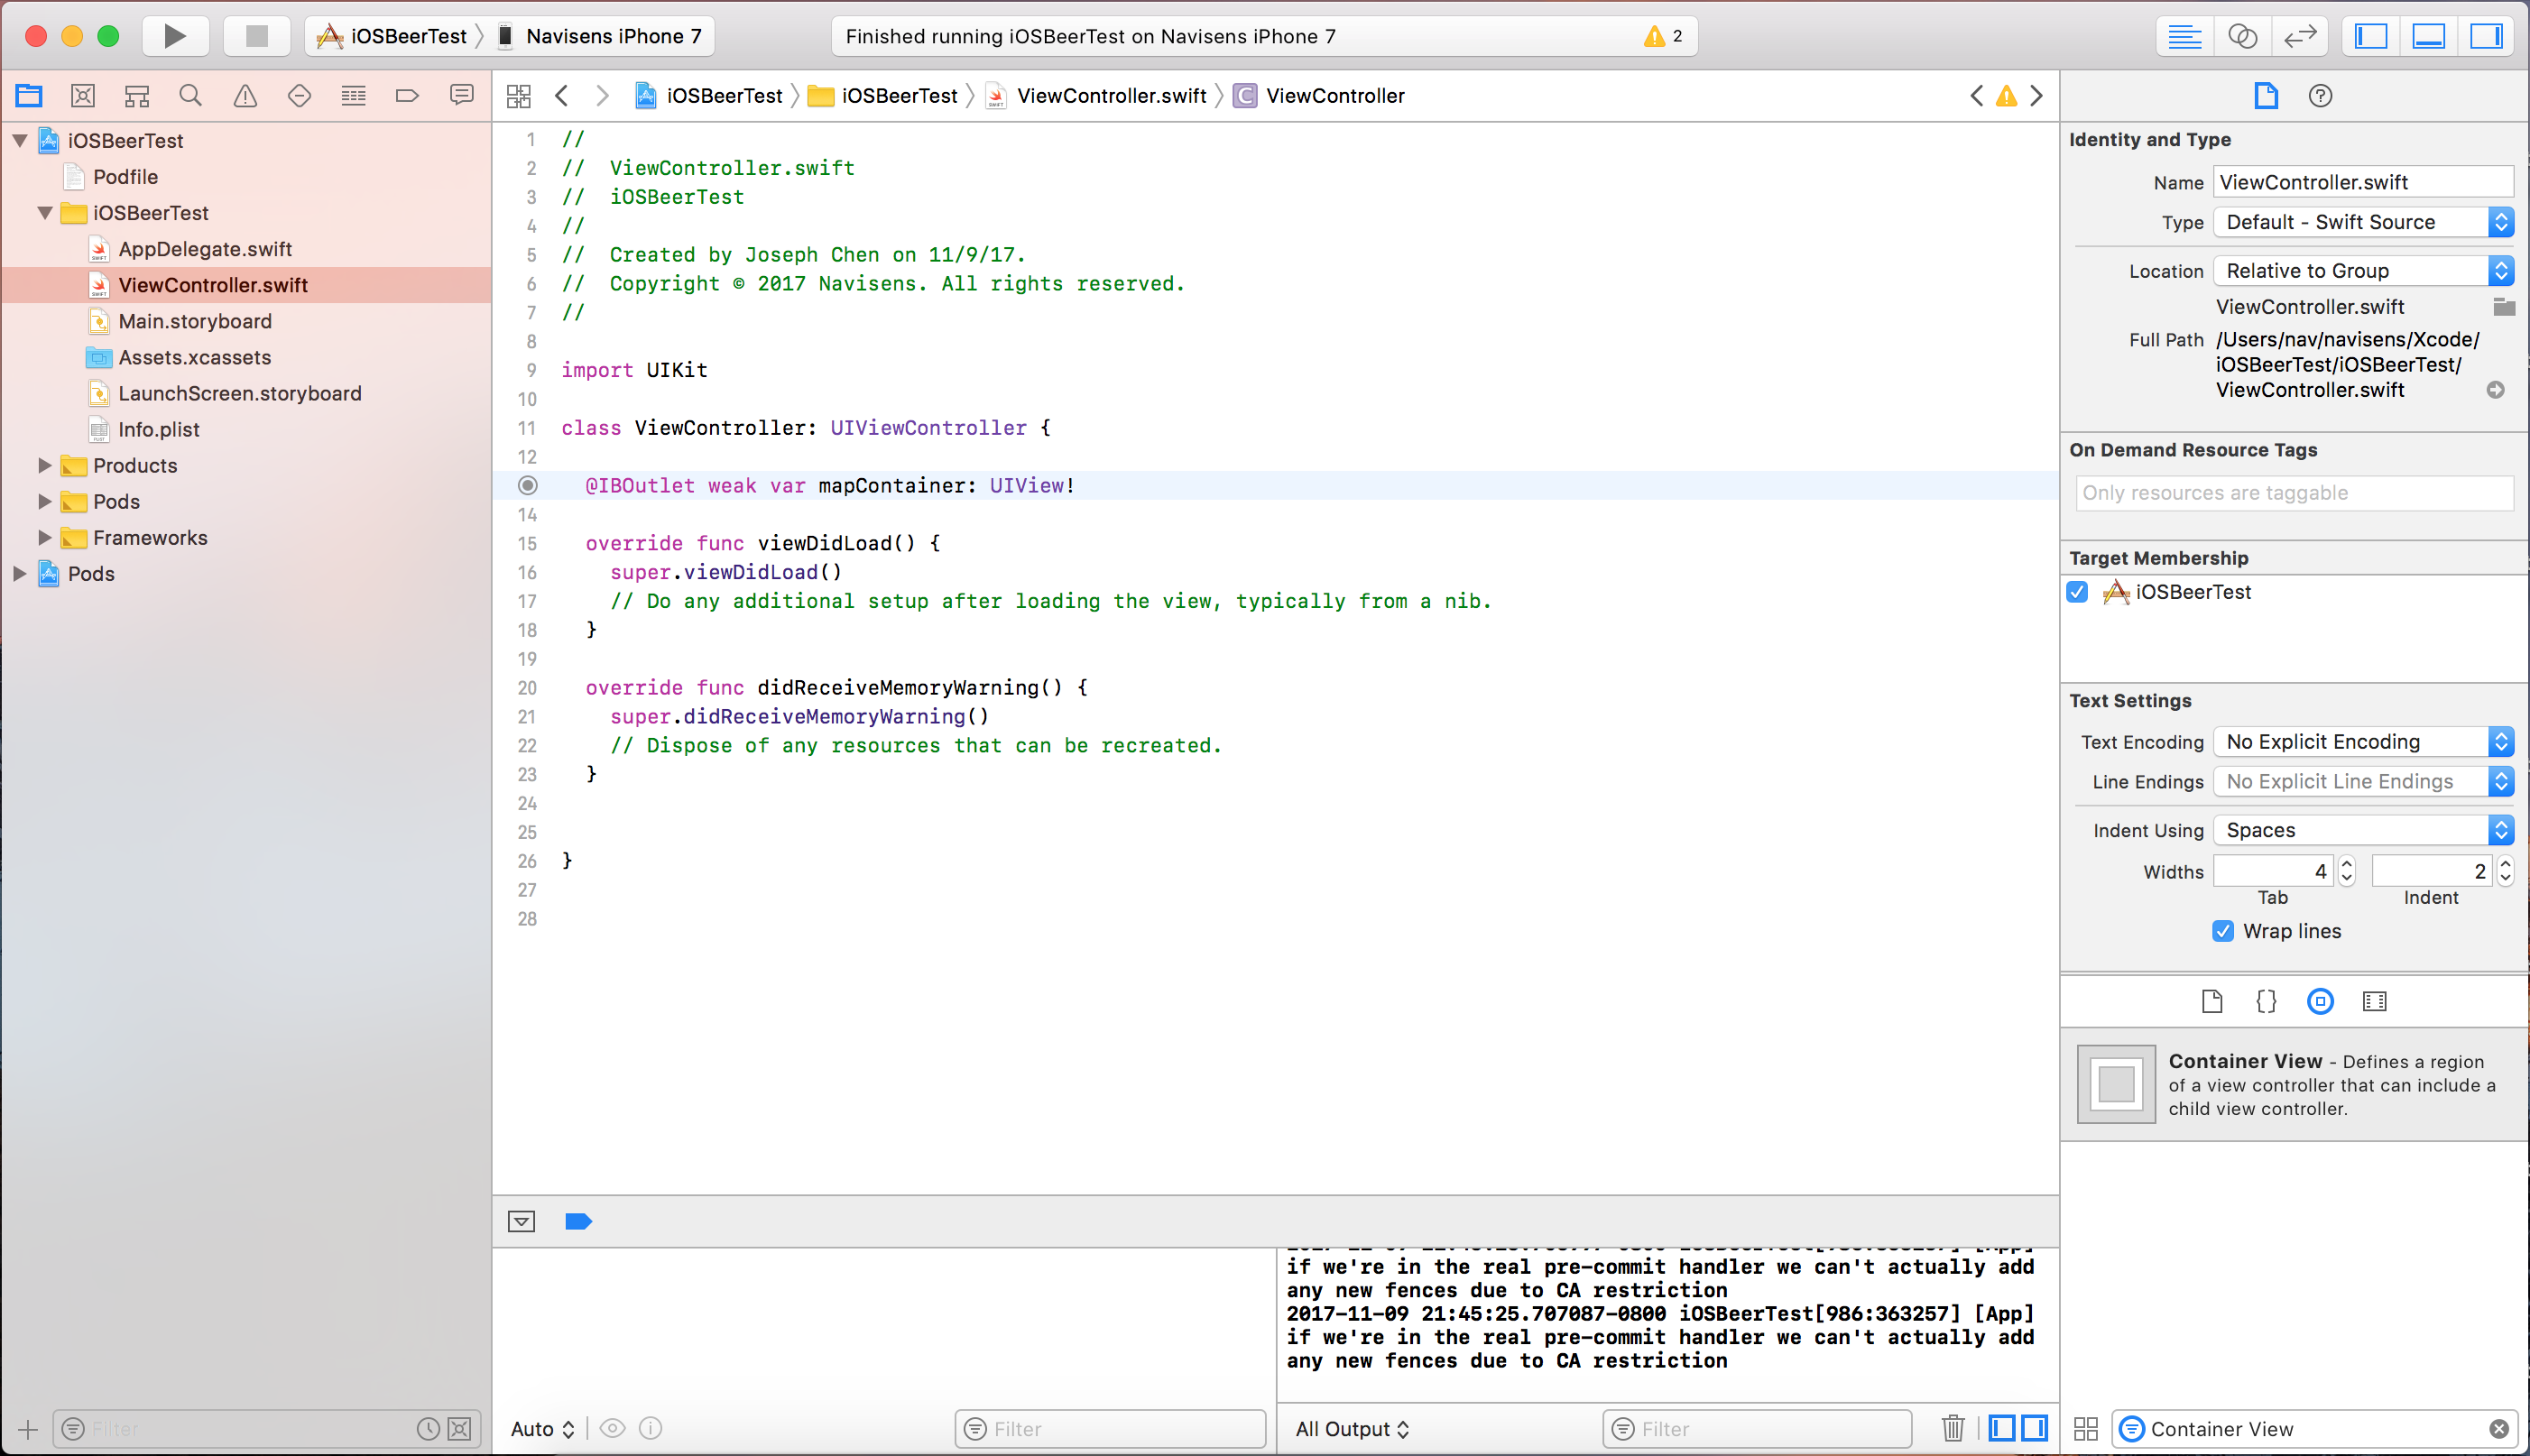 iOSBeerTest
Navisens iPhone 7
Finished running iOSBeerTest on Navisens iPhone 7
2
iOSBeerTest
iOSBeerTest
ViewController.swift
C
ViewController
iOSBeerTest
Podfile
iOSBeerTest
AppDelegate.swift
ViewController.swift
Main.storyboard
Assets.xcassets
LaunchScreen.storyboard
Info.plist
Products
Pods
Frameworks
Pods
Filter
1 //
2 //  ViewController.swift
3 //  iOSBeerTest
4 //
5 //  Created by Joseph Chen on 11/9/17.
6 //  Copyright © 2017 Navisens. All rights reserved.
7 //
8
9 import UIKit
10
11 class ViewController: UIViewController {
12
@IBOutlet weak var mapContainer: UIView!
14
15 override func viewDidLoad() {
16 super.viewDidLoad()
17 // Do any additional setup after loading the view, typically from a nib.
18 }
19
20 override func didReceiveMemoryWarning() {
21 super.didReceiveMemoryWarning()
22 // Dispose of any resources that can be recreated.
23 }
24
25
26 }
27
28
if we're in the real pre-commit handler we can't actually add
any new fences due to CA restriction
2017-11-09 21:45:25.707087-0800 iOSBeerTest[986:363257] [App]
if we're in the real pre-commit handler we can't actually add
any new fences due to CA restriction
Auto
Filter
All Output
Filter
Identity and Type
Name ViewController.swift
Type Default - Swift Source
Location Relative to Group
ViewController.swift
Full Path /Users/nav/navisens/Xcode/
iOSBeerTest/iOSBeerTest/
ViewController.swift
On Demand Resource Tags
Only resources are taggable
Target Membership
iOSBeerTest
Text Settings
Text Encoding No Explicit Encoding
Line Endings No Explicit Line Endings
Indent Using Spaces
Widths 4 2
Tab Indent
Wrap lines
{}
Container View - Defines a region
of a view controller that can include a
child view controller.
Container View